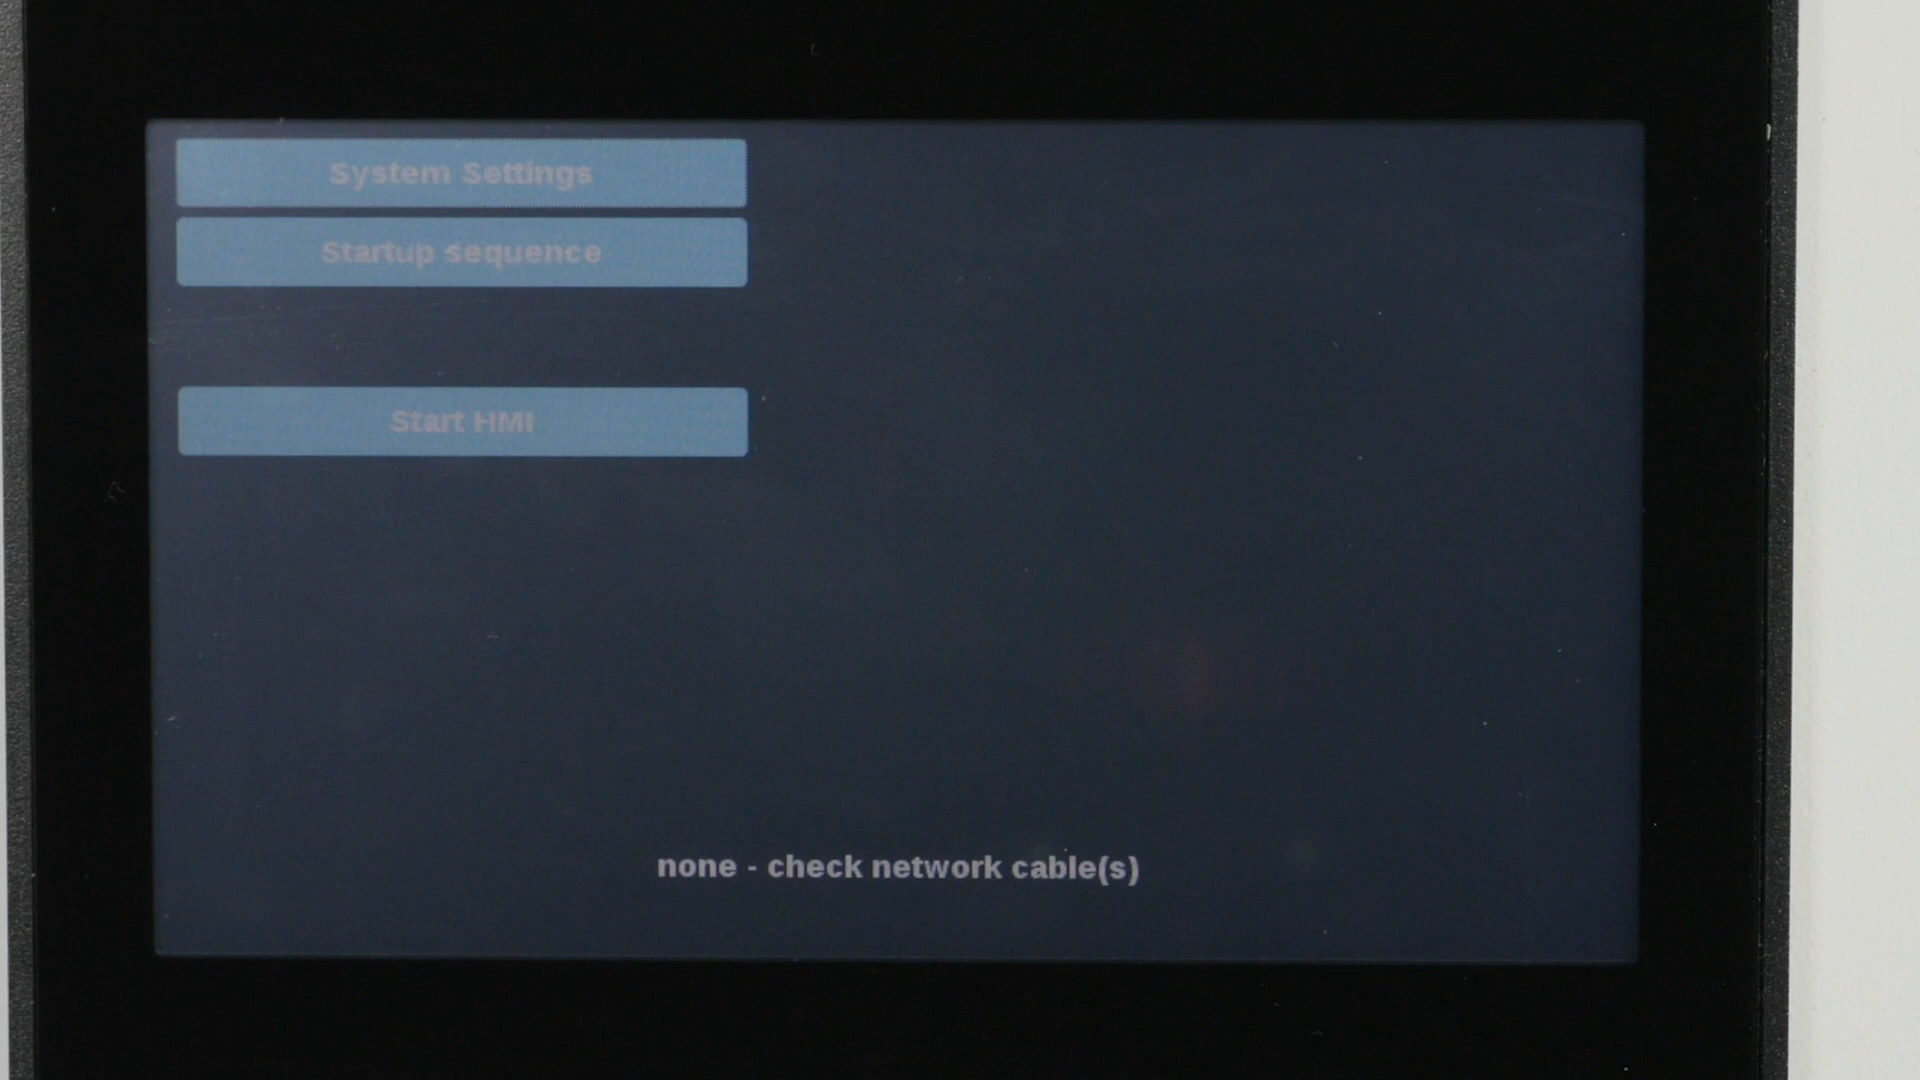 System Settings
Startup sequence
Start HMI
none - check network cable(s)